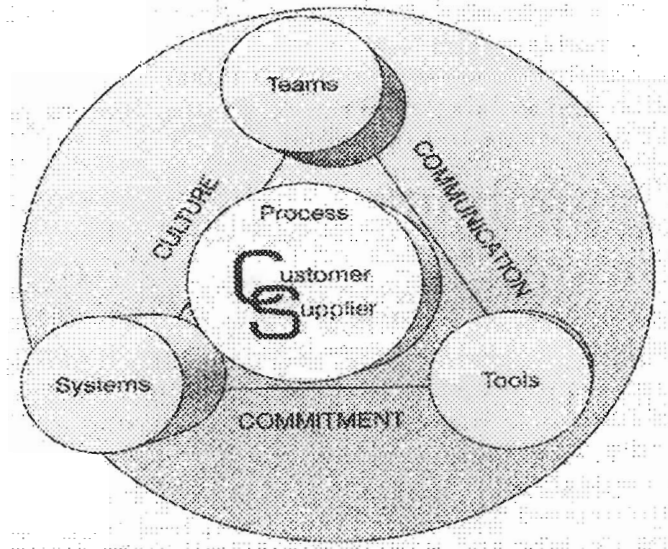 Teams
CULTURE
COMMUNICATION
Process
Customer
Supplier
Systems
Tools
COMMITMENT